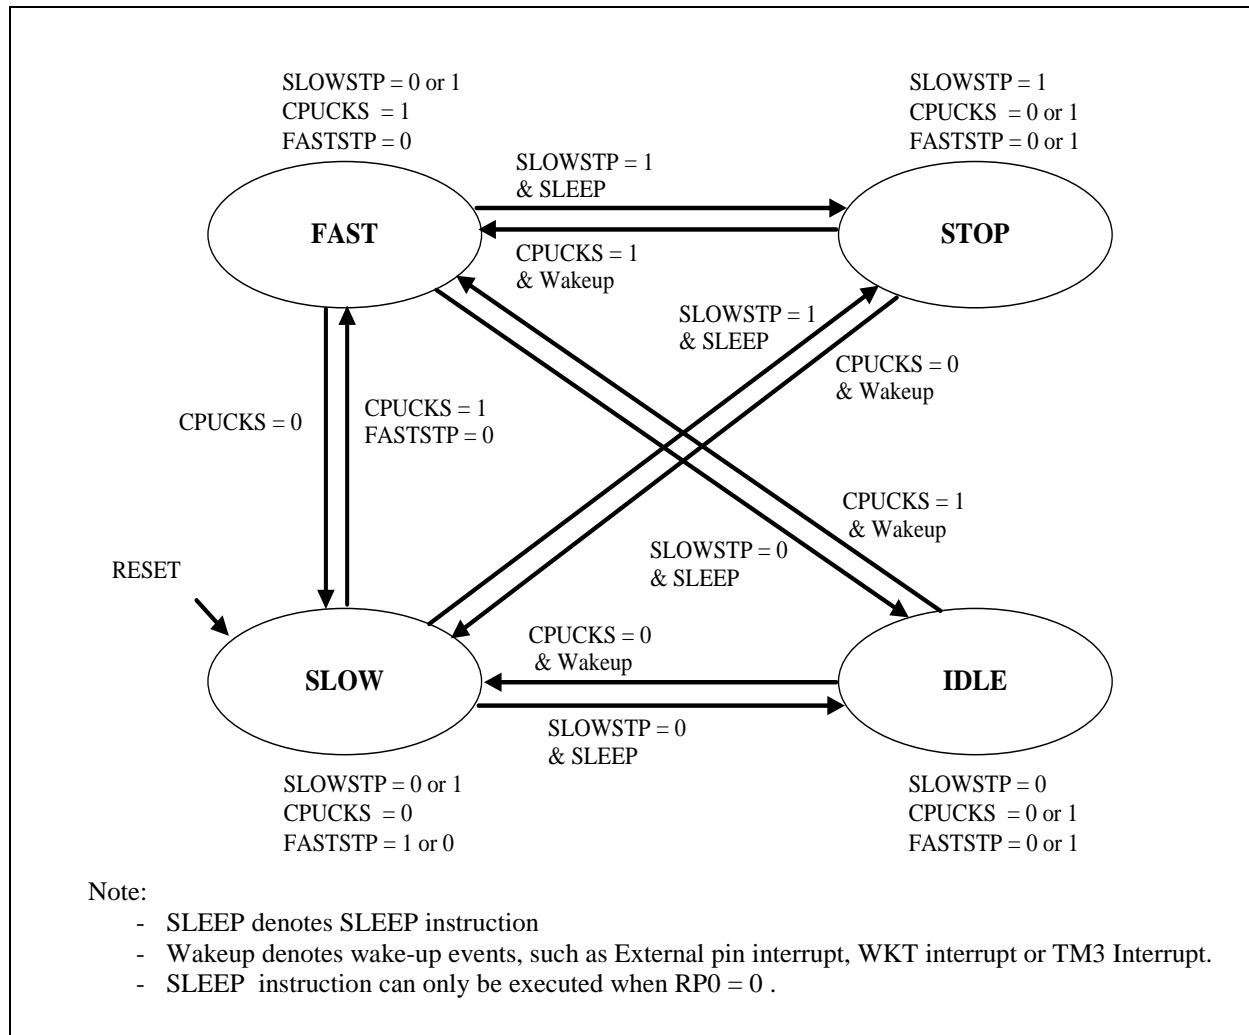 SLOWSTP = 0 or 1
CPUCKS = 1
FASTSTP = 0
SLOWSTP = 1
CPUCKS = 0 or 1
FASTSTP = 0 or 1
SLOWSTP = 1
& SLEEP
FAST
STOP
CPUCKS = 1
& Wakeup
SLOWSTP = 1
& SLEEP
CPUCKS = 0
& Wakeup
CPUCKS = 0
CPUCKS = 1
FASTSTP = 0
CPUCKS = 1
& Wakeup
SLOWSTP = 0
& SLEEP
RESET
CPUCKS = 0
& Wakeup
SLOW
IDLE
SLOWSTP = 0
& SLEEP
SLOWSTP = 0 or 1
CPUCKS = 0
FASTSTP = 1 or 0
SLOWSTP = 0
CPUCKS = 0 or 1
FASTSTP = 0 or 1
Note:
- SLEEP denotes SLEEP instruction
- Wakeup denotes wake-up events, such as External pin interrupt, WKT interrupt or TM3 Interrupt.
- SLEEP instruction can only be executed when RP0 = 0 .